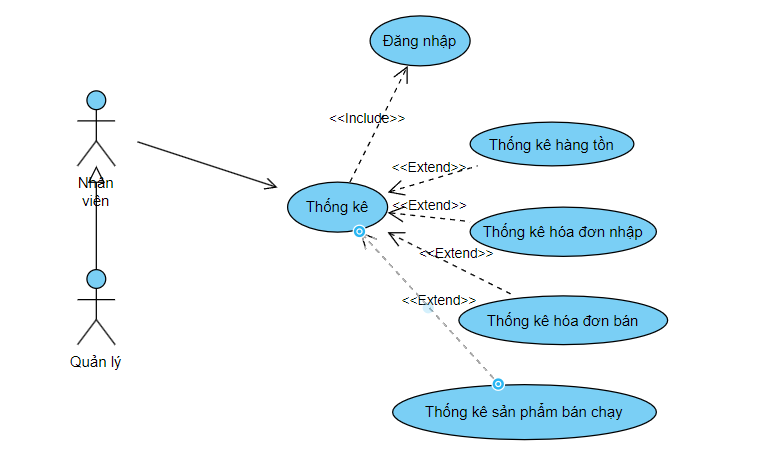 Đăng nhập
<<Include>>
Thống kê hàng tồn
<<Extend>>
Nhân
viên
Thống kê
<<Extend>>
Thống kê hóa đơn nhập
<<Extend>>
<<Extend>>
Thống kê hóa đơn bán
Quản lý
Thống kê sản phẩm bán chạy